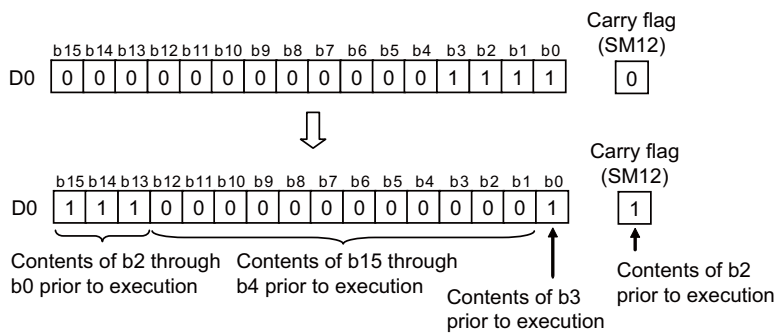 Carry flag
(SM12)
b15 b14 b13 b12 b11 b10 b9 b8 b7 b6 b5 b4 b3 b2 b1 b0
D0 0 0 0 0 0 0 0 0 0 0 0 0 1 1 1 1 0
Carry flag
(SM12)
b15 b14 b13 b12 b11 b10 b9 b8 b7 b6 b5 b4 b3 b2 b1 b0
D0 1 1 1 0 0 0 0 0 0 0 0 0 0 0 0 1 1
Contents of b2 through
b0 prior to execution
Contents of b15 through
b4 prior to execution
Contents of b3
prior to execution
Contents of b2
prior to execution